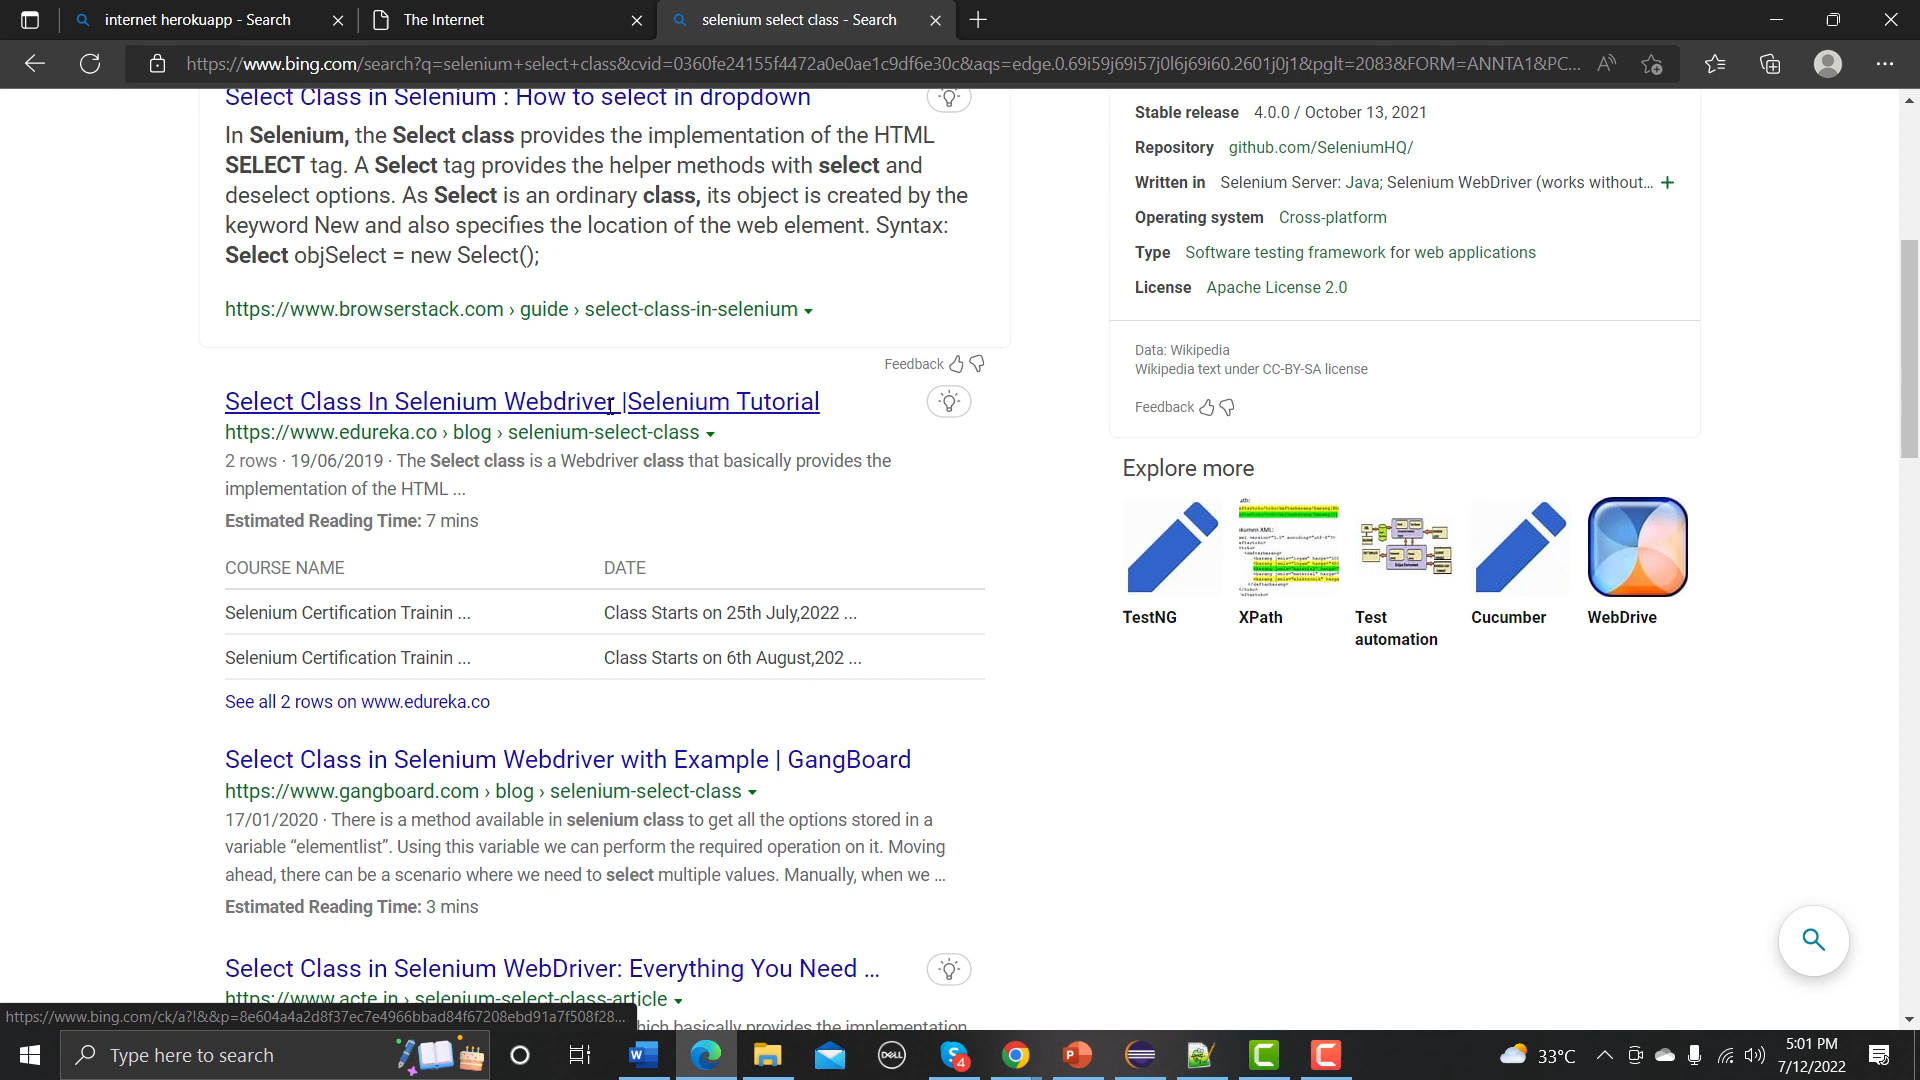 internet herokuapp - Search
The Internet
selenium select class - Search
https://www.bing.com/search?q=selenium+select+class&cvid=0360fe24155f4472a0e0ae1c9df6e30c&aqs=edge.0.69i59j69i57j0l6j69i60.2601j0j1&pglt=2083&FORM=ANNTA1&PC...
Select Class in Selenium : How to select in dropdown
In Selenium, the Select class provides the implementation of the HTML
SELECT tag. A Select tag provides the helper methods with select and
deselect options. As Select is an ordinary class, its object is created by the
keyword New and also specifies the location of the web element. Syntax:
Select objSelect = new Select();
https://www.browserstack.com › guide › select-class-in-selenium
Feedback
Select Class In Selenium Webdriver |Selenium Tutorial
https://www.edureka.co › blog › selenium-select-class
2 rows · 19/06/2019 · The Select class is a Webdriver class that basically provides the
implementation of the HTML ...
Estimated Reading Time: 7 mins
COURSE NAME DATE
Selenium Certification Trainin ... Class Starts on 25th July,2022 ...
Selenium Certification Trainin ... Class Starts on 6th August,202 ...
See all 2 rows on www.edureka.co
Select Class in Selenium Webdriver with Example | GangBoard
https://www.gangboard.com › blog › selenium-select-class
17/01/2020 · There is a method available in selenium class to get all the options stored in a
variable “elementlist”. Using this variable we can perform the required operation on it. Moving
ahead, there can be a scenario where we need to select multiple values. Manually, when we ...
Estimated Reading Time: 3 mins
Select Class in Selenium WebDriver: Everything You Need ...
https://www.acte.in › selenium-select-class-article
hich basically provides the implementation
https://www.bing.com/ck/a?!&&p=8e604a4a2d8f37ec7e4966bbad84f67208ebd91a7f508f28...
Stable release 4.0.0 / October 13, 2021
Repository github.com/SeleniumHQ/
Written in Selenium Server: Java; Selenium WebDriver (works without... +
Operating system Cross-platform
Type Software testing framework for web applications
License Apache License 2.0
Data: Wikipedia
Wikipedia text under CC-BY-SA license
Feedback
Explore more
TestNG
XPath
Test
automation
Cucumber
WebDrive
Type here to search
DELL
4
33°C
5:01 PM
7/12/2022